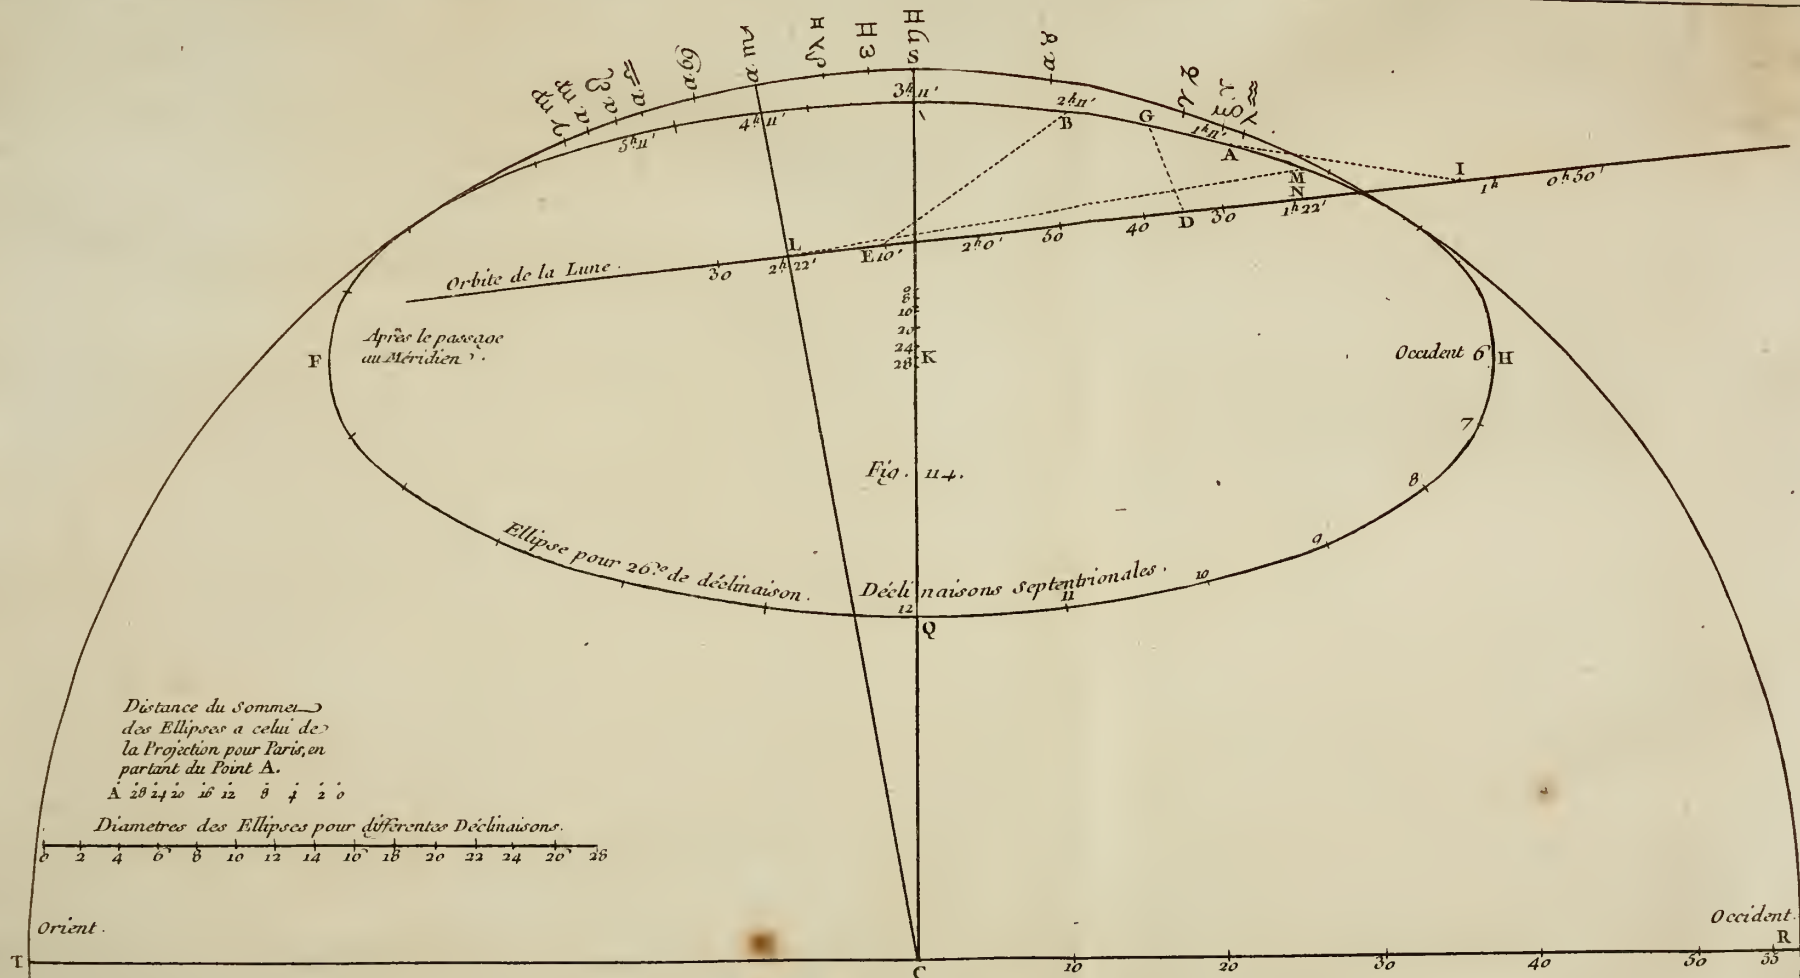 S
3ʰ 11'
2ʰ 11'
4ʰ 11'
5ʰ 11'
1ʰ 11'
B
G
A
I
M
N
1ʰ
0ʰ 50'
1ʰ 22'
30
D
40
50
2ʰ 0'
E 10'
L
2ʰ 22'
30
Orbite de la Lune.
Après le passage
au Méridien
F
20
24
28
K
Occident 6
H
7
8
9
10
11
12
Q
Fig. 114.
Ellipse pour 26 de déclinaison.
Déclinaisons Septentrionales.
Distance du Sommet
des Ellipses a celui de
la Projection pour Paris, en
partant du Point A.
A 28 24 20 16 12 8 4 2 0
Diametres des Ellipses pour différentes Déclinaisons.
0 2 4 6 8 10 12 14 16 18 20 22 24 26 28
Orient.
Occident.
T
C
R
10 20 30 40 50 55